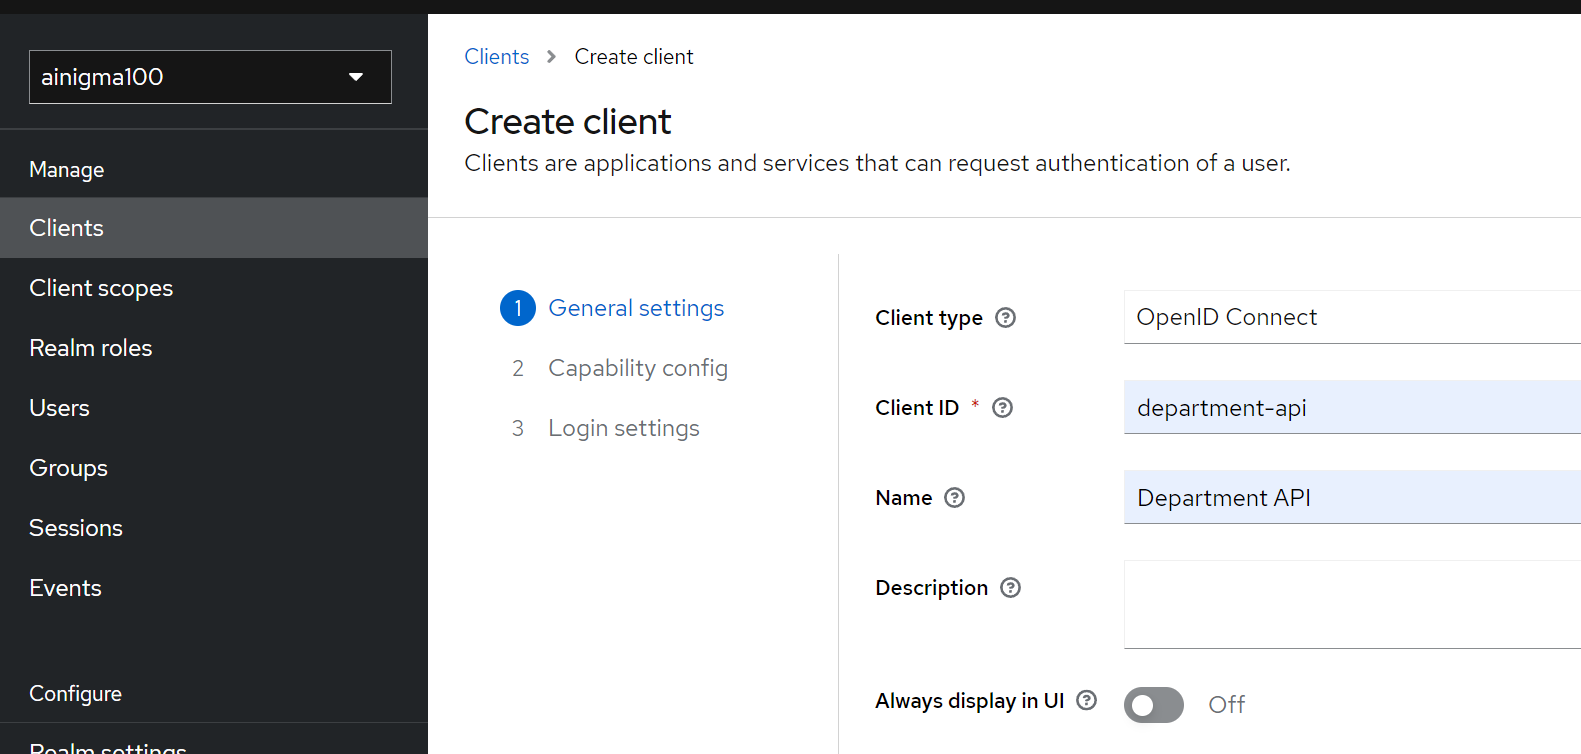 ainigma100
Manage
Clients
Client scopes
Realm roles
Users
Groups
Sessions
Events
Configure
Realm settings
Clients > Create client
Create client
Clients are applications and services that can request authentication of a user.
1 General settings
2 Capability config
3 Login settings
Client type ? OpenID Connect
Client ID * ? department-api
Name ? Department API
Description ?
Always display in UI ? Off